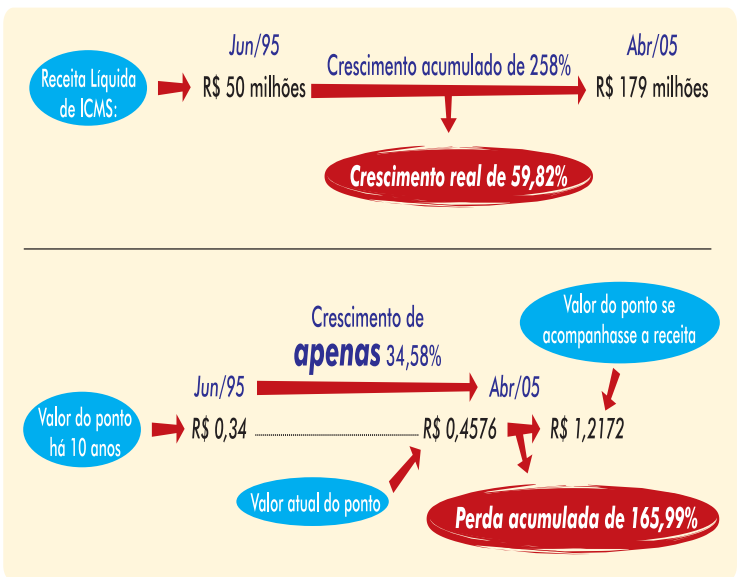 Receita Líquida
de ICMS:
Jun/95
R$ 50 milhões
Crescimento acumulado de 258%
Abr/05
R$ 179 milhões
Crescimento real de 59,82%
Crescimento de
apenas 34,58%
Valor do ponto se
acompanhasse a receita
Jun/95
Abr/05
Valor do ponto
há 10 anos
R$ 0,34
R$ 0,4576
R$ 1,2172
Valor atual do ponto
Perda acumulada de 165,99%